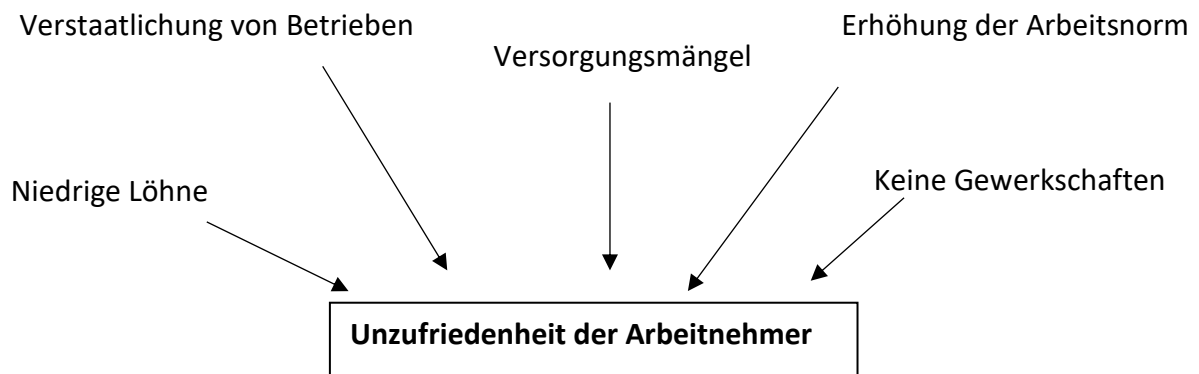 Verstaatlichung von Betrieben
Versorgungsmängel
Erhöhung der Arbeitsnorm
Niedrige Löhne
Keine Gewerkschaften
Unzufriedenheit der Arbeitnehmer